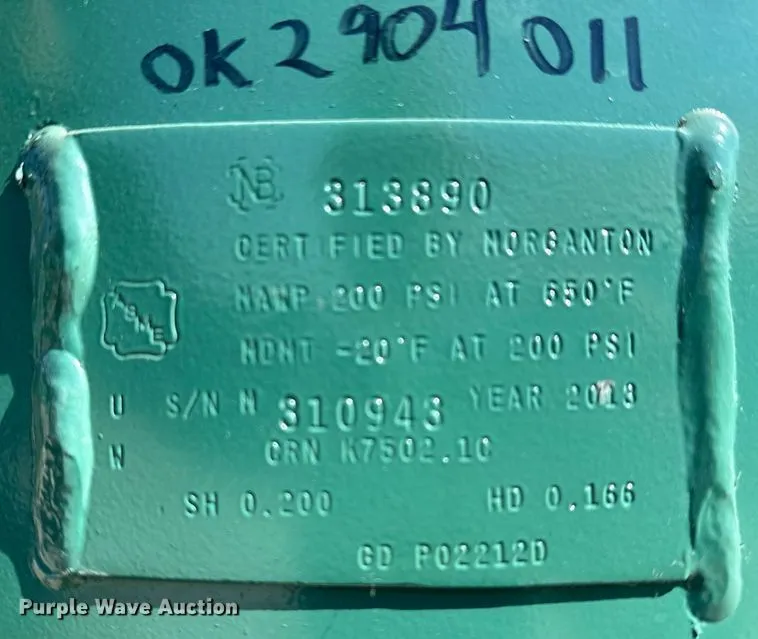 OK2904011
NB 313890
CERTIFIED BY MORGANTON
MAWP 200 PSI AT 650°F
ASME
MDMT -20°F AT 200 PSI
U S/N M 310943 YEAR 2013
W CRN K7502.1C
SH 0.200 HD 0.166
GD P02212D
Purple Wave Auction